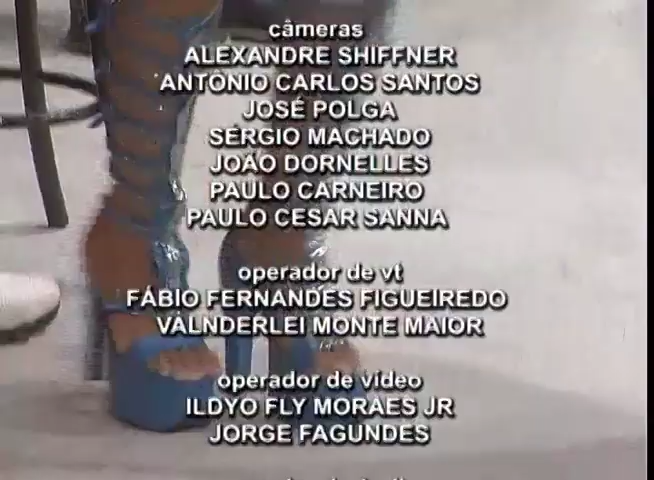 câmeras
ALEXANDRE SHIFFNER
ANTÔNIO CARLOS SANTOS
JOSÉ POLGA
SÉRGIO MACHADO
JOÃO DORNELLES
PAULO CARNEIRO
PAULO CESAR SANNA
operador de vt
FÁBIO FERNANDES FIGUEIREDO
VALNDERLEI MONTE MAIOR
operador de vídeo
ILDYO FLY MORAES JR
JORGE FAGUNDES